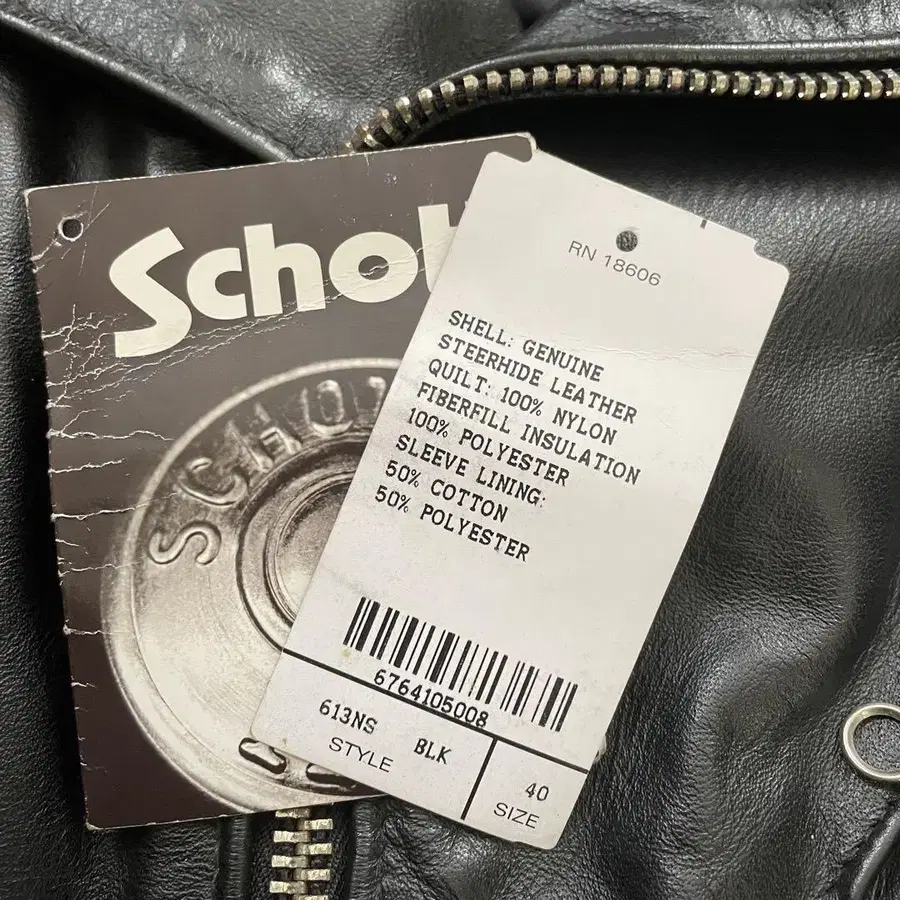 Schot
SCHO
RN 18606
SHELL: GENUINE
STEERHIDE LEATHER
QUILT: 100% NYLON
FIBERFILL INSULATION
100% POLYESTER
SLEEVE LINING:
50% COTTON
50% POLYESTER
6764105008
613NS BLK
STYLE
40
SIZE